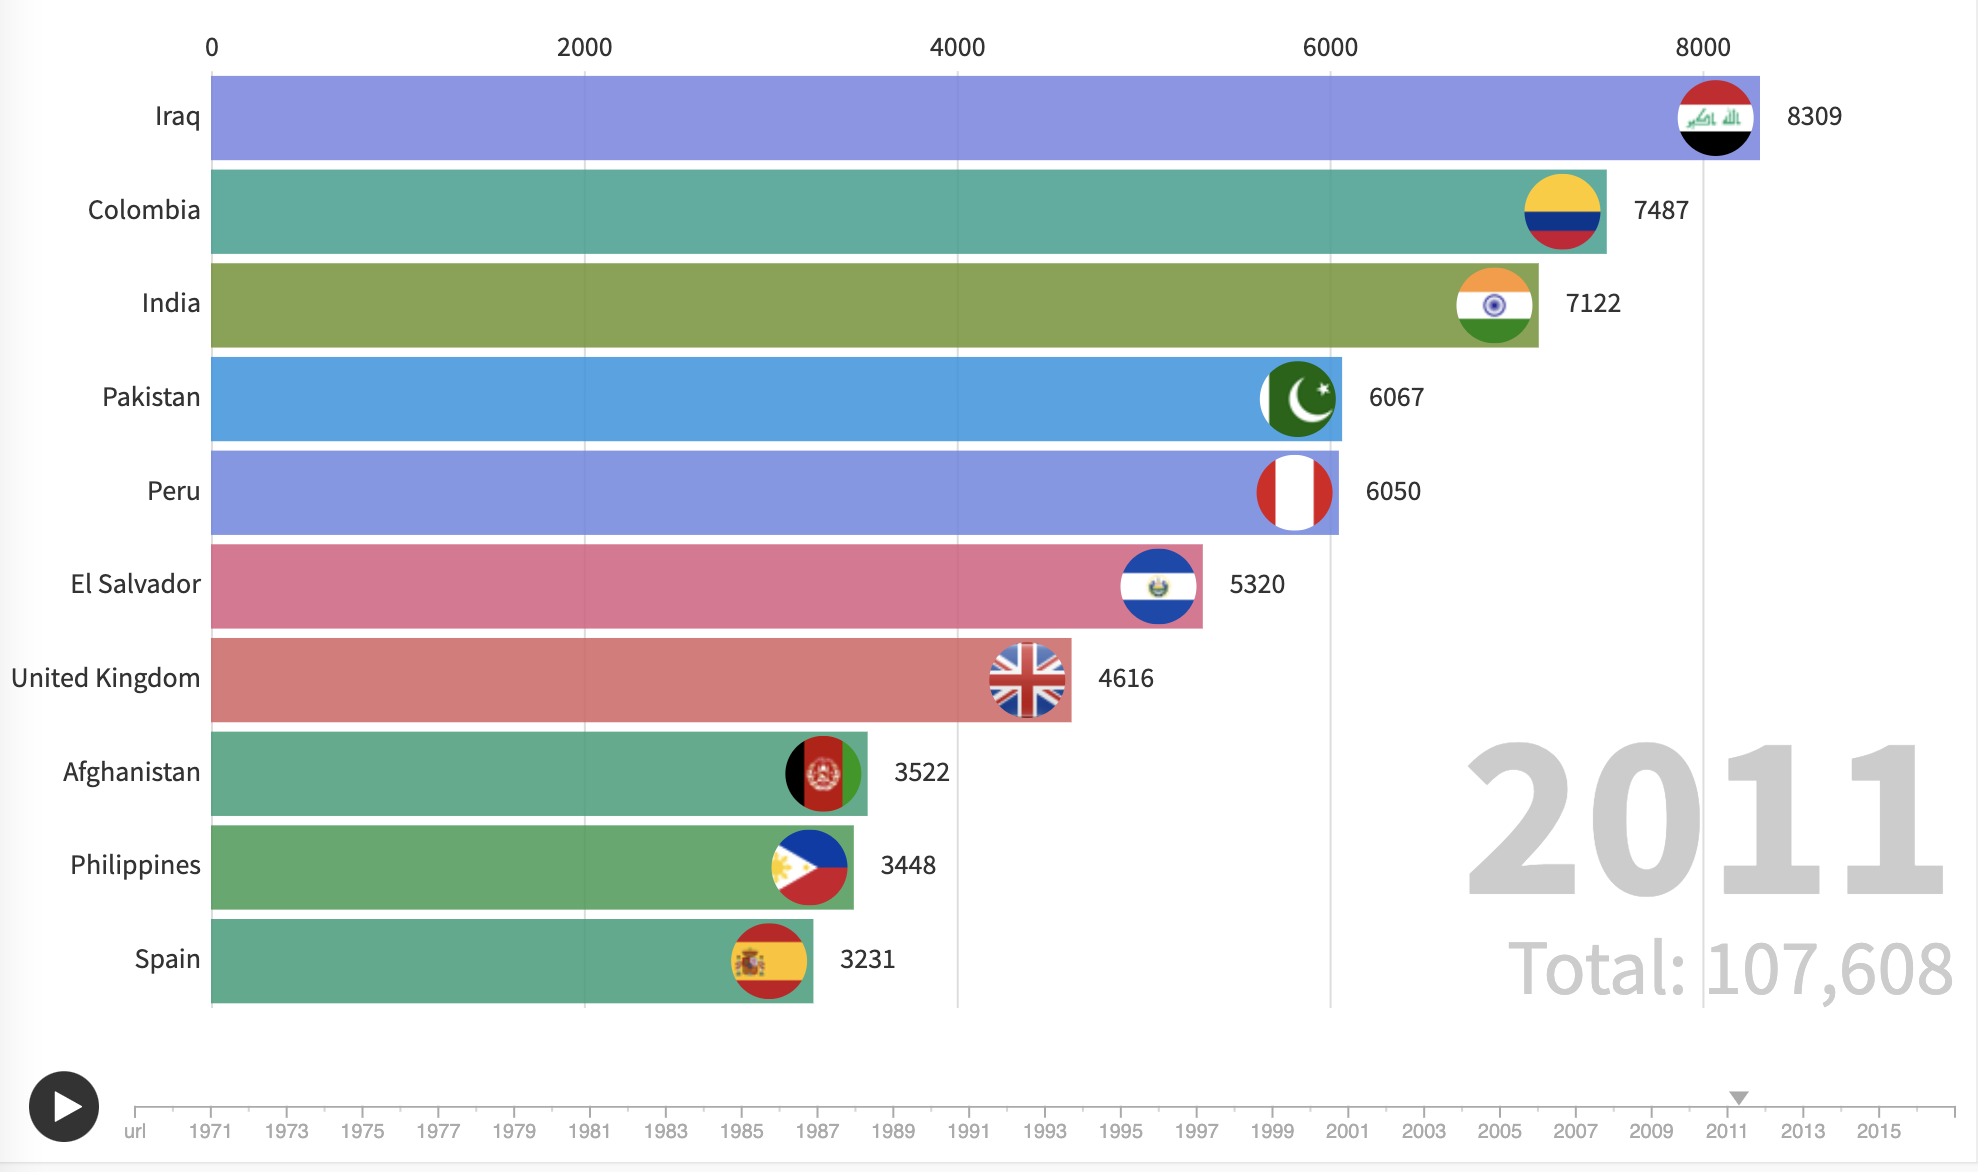 0 2000 4000 6000 8000
Iraq 8309
Colombia 7487
India 7122
Pakistan 6067
Peru 6050
El Salvador 5320
United Kingdom 4616
Afghanistan 3522
Philippines 3448
Spain 3231
2011
Total: 107,608
url 1971 1973 1975 1977 1979 1981 1983 1985 1987 1989 1991 1993 1995 1997 1999 2001 2003 2005 2007 2009 2011 2013 2015